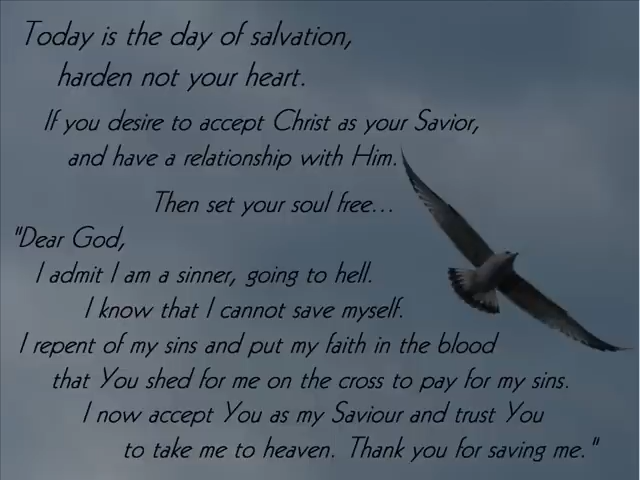 Today is the day of salvation,
harden not your heart.
If you desire to accept Christ as your Savior,
and have a relationship with Him.
Then set your soul free...
"Dear God,
I admit I am a sinner, going to hell.
I know that I cannot save myself.
I repent of my sins and put my faith in the blood
that You shed for me on the cross to pay for my sins.
I now accept You as my Saviour and trust You
to take me to heaven. Thank you for saving me."